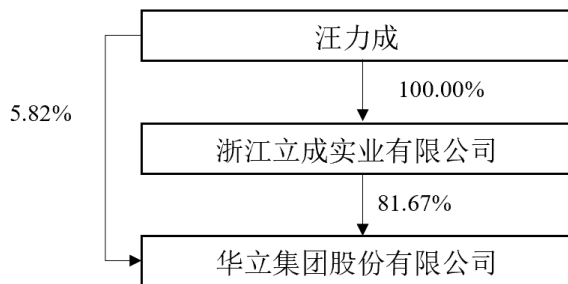 汪力成
5.82%
100.00%
浙江立成实业有限公司
81.67%
华立集团股份有限公司